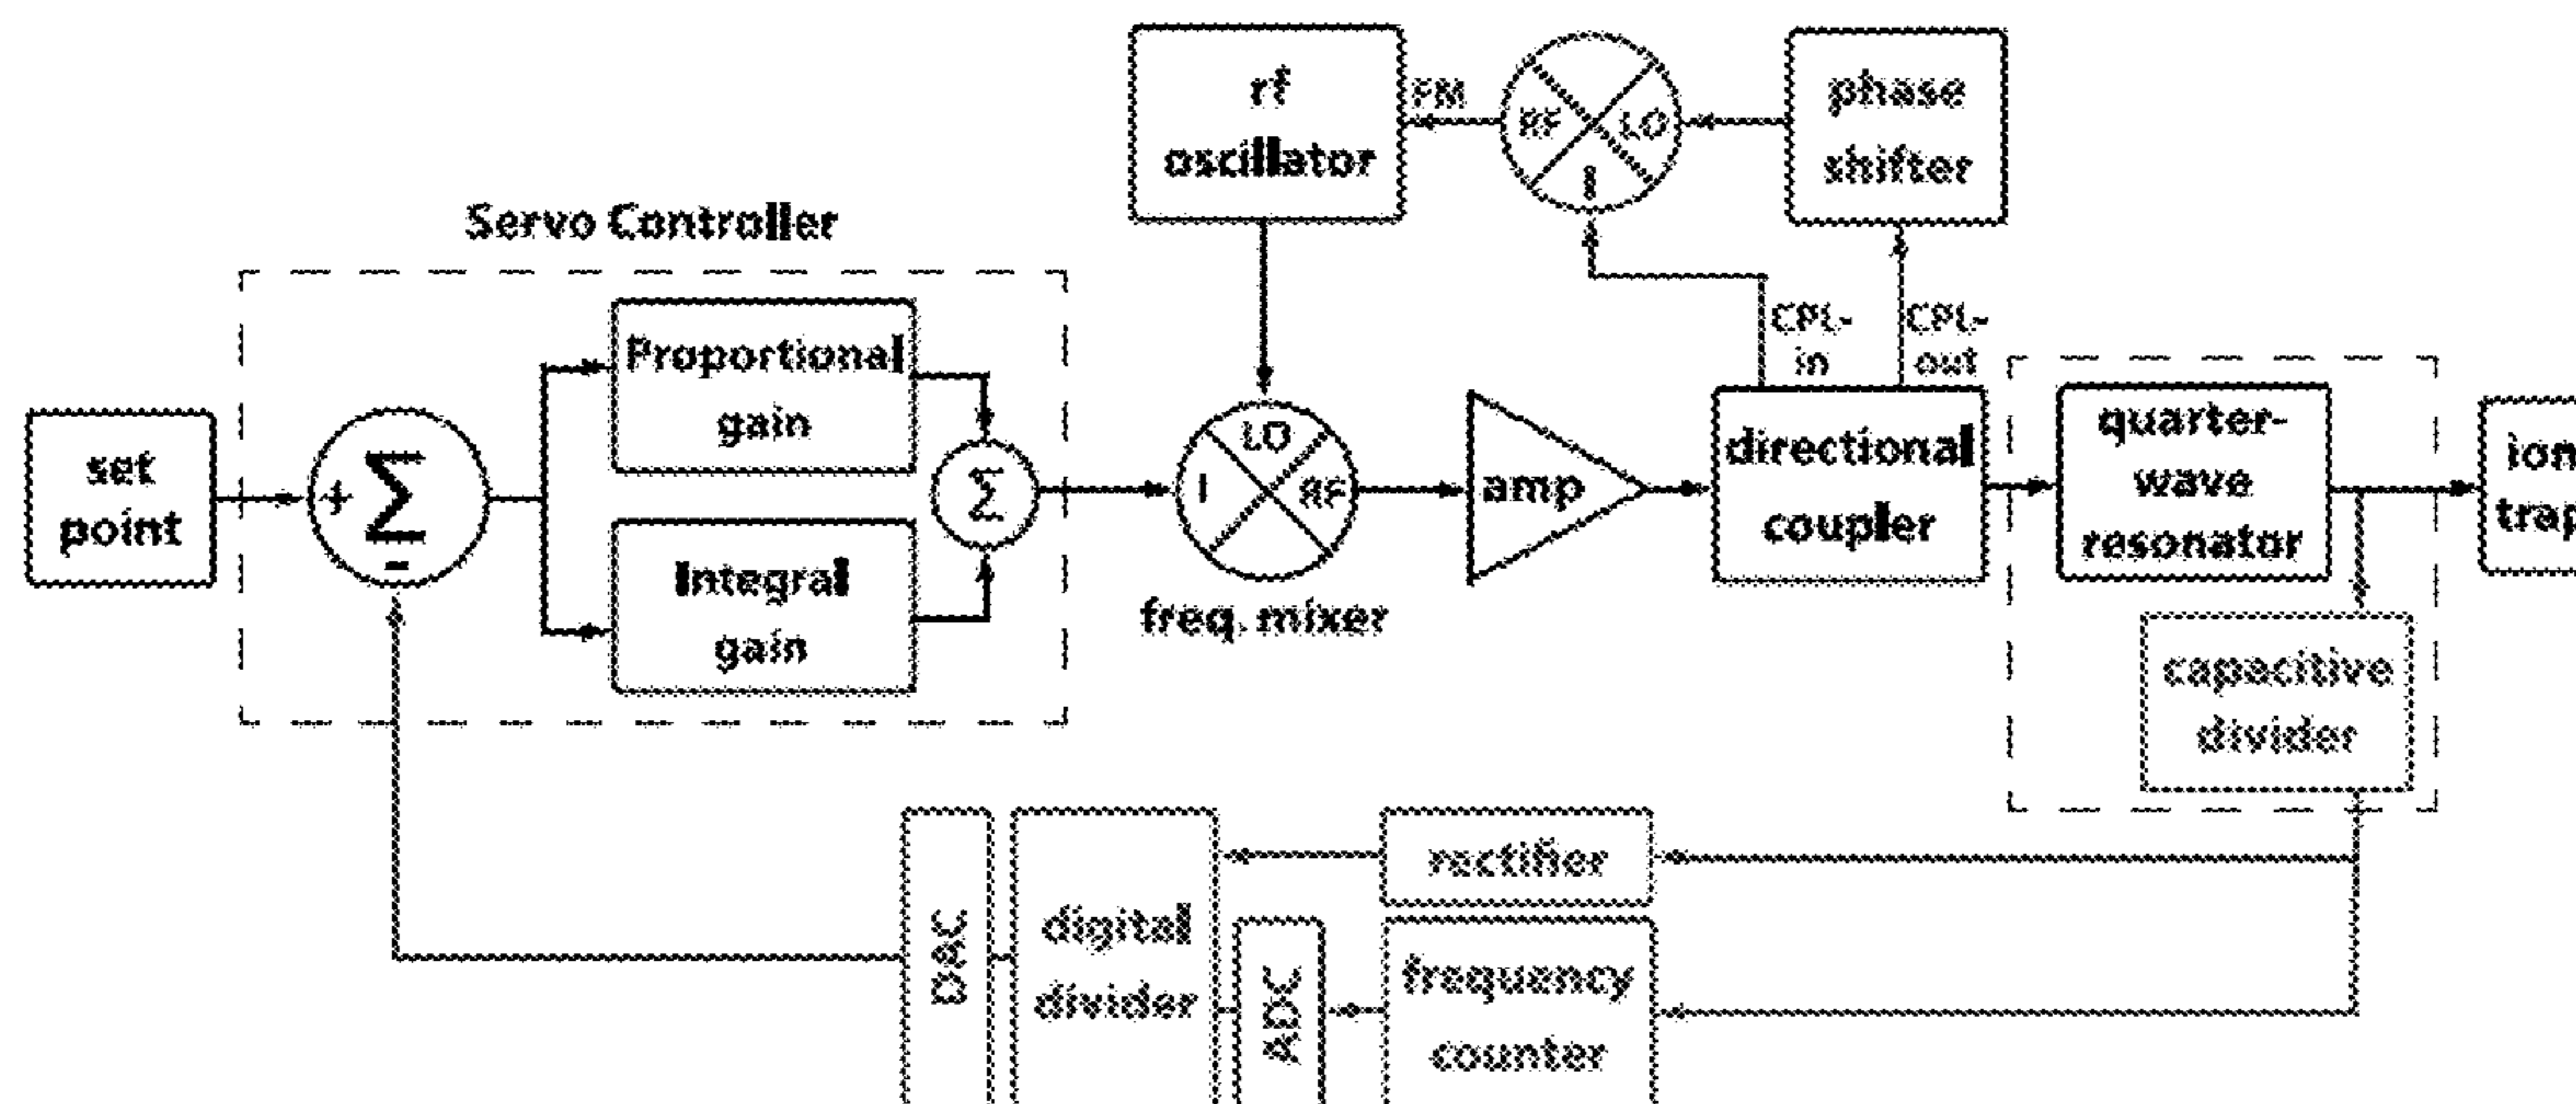 rf
oscillator
FM
RF
LO
I
phase
shifter
Servo Controller
CPL-
in
CPL-
out
set
point
+
Σ
-
Proportional
gain
Integral
gain
Σ
I
LO
RF
freq. mixer
amp
directional
coupler
quarter-
wave
resonator
ion
trap
capacitive
divider
rectifier
DAC
digital
divider
ADC
frequency
counter